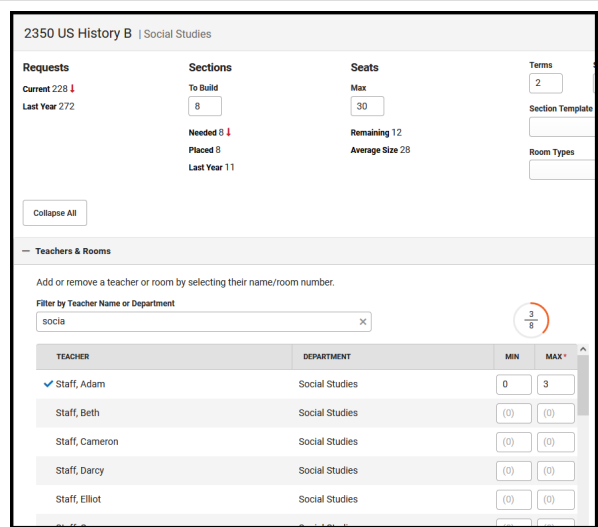 2350 US History B | Social Studies
Requests Sections Seats Terms
Current 228 To Build Max 2
Last Year 272 8 30 Section Template
Needed 8 Remaining 12
Placed 8 Average Size 28 Room Types
Last Year 11
Collapse All
Teachers & Rooms
Add or remove a teacher or room by selecting their name/room number.
Filter by Teacher Name or Department
socia 3/8
TEACHER DEPARTMENT MIN MAX*
Staff, Adam Social Studies 0 3
Staff, Beth Social Studies (0) (0)
Staff, Cameron Social Studies (0) (0)
Staff, Darcy Social Studies (0) (0)
Staff, Elliot Social Studies (0) (0)